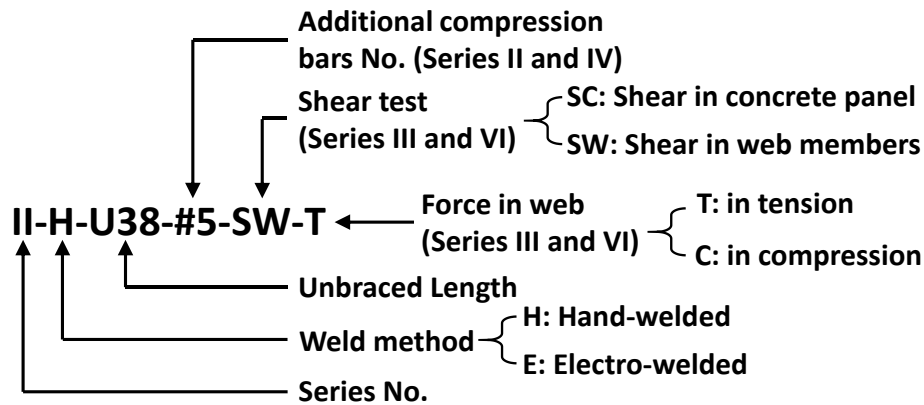 Additional compression
bars No. (Series II and IV)
Shear test
(Series III and VI)
SC: Shear in concrete panel
SW: Shear in web members
II-H-U38-#5-SW-T
Force in web
(Series III and VI)
T: in tension
C: in compression
Unbraced Length
Weld method
H: Hand-welded
E: Electro-welded
Series No.